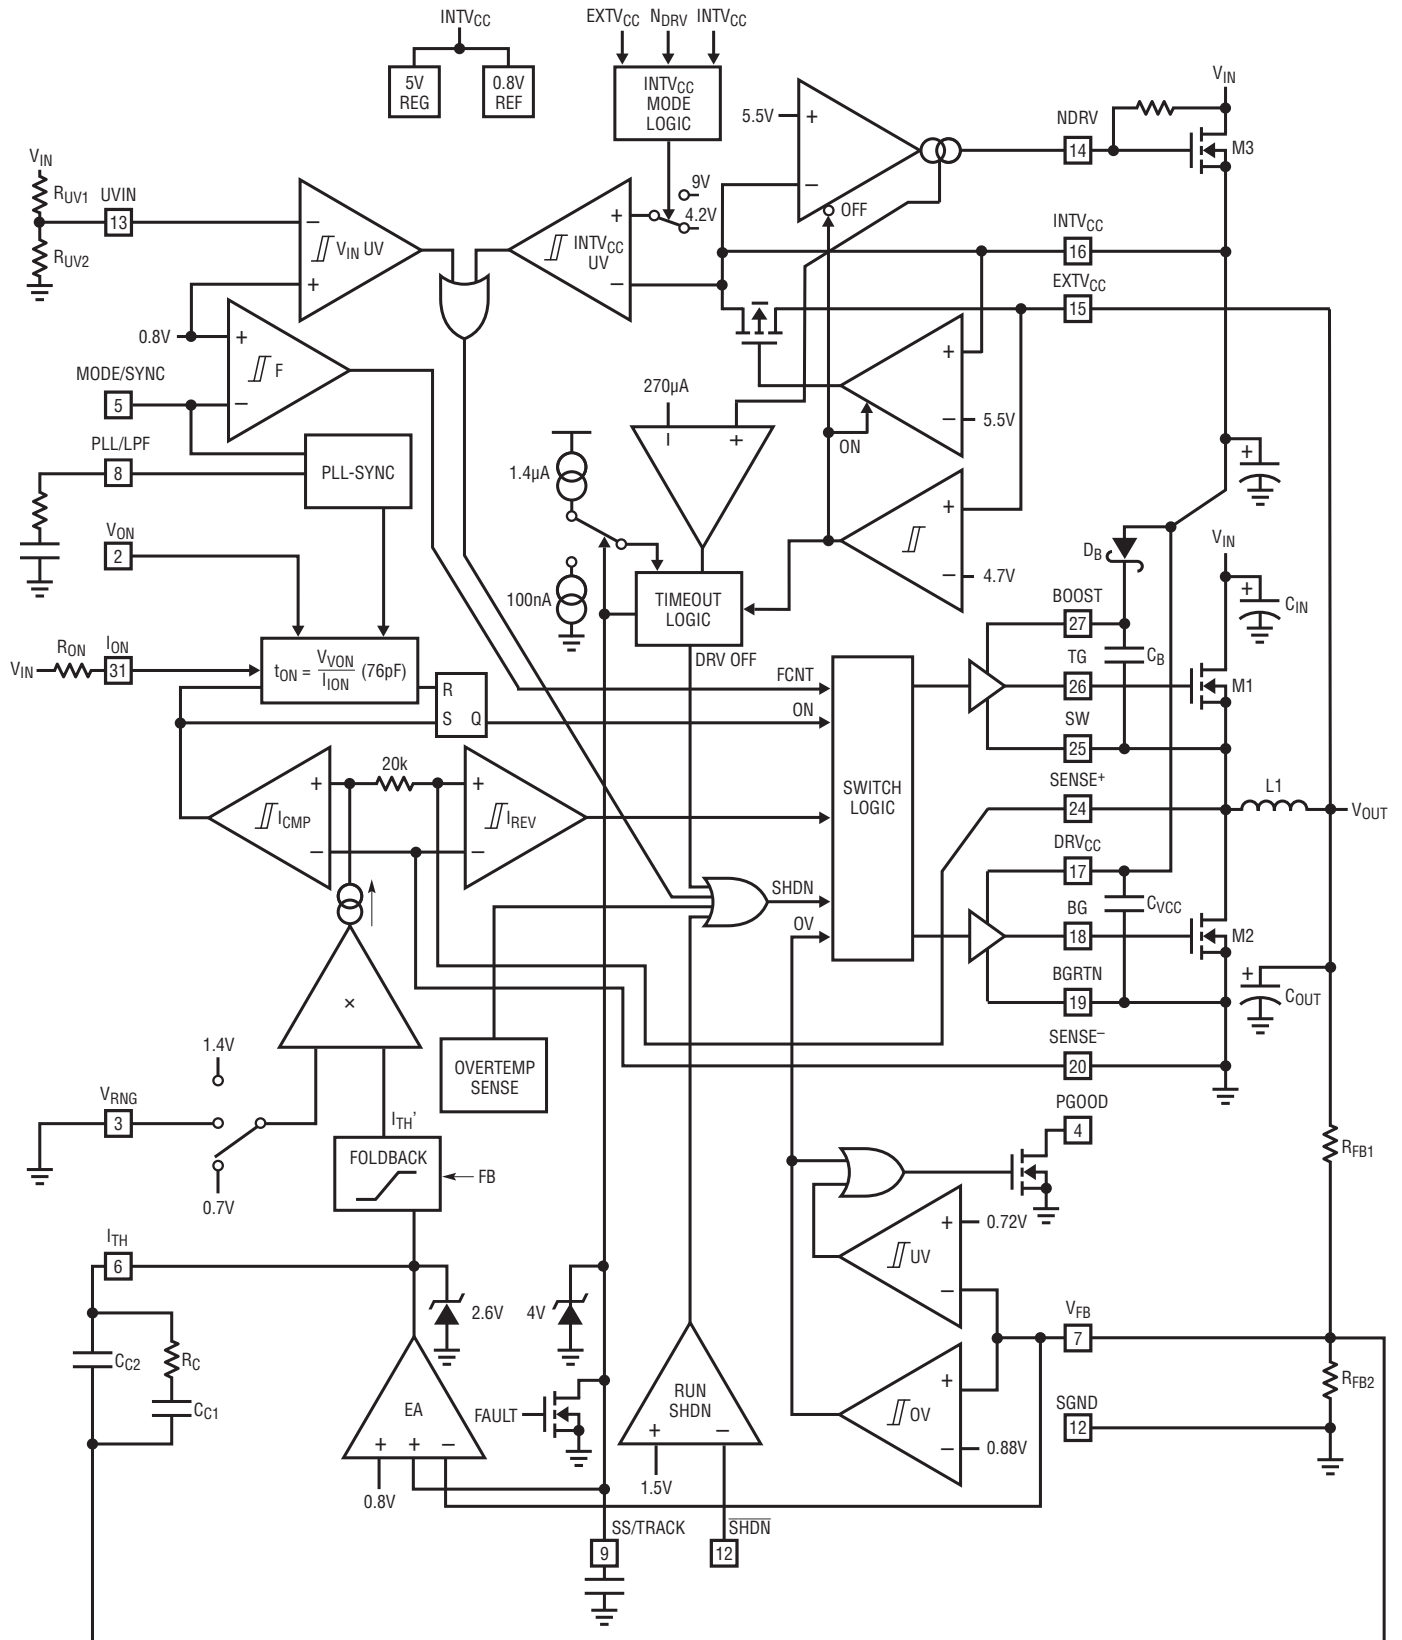 INTVCC
5V
REG
0.8V
REF
EXTVCC NDRV INTVCC
INTVCC
MODE
LOGIC
5.5V
+
−
OFF
NDRV
14
VIN
M3
VIN
RUV1
UVIN
13
RUV2
−
VIN UV
+
+
INTVCC
UV
−
9V
4.2V
INTVCC
16
EXTVCC
15
0.8V
+
F
−
MODE/SYNC
5
PLL/LPF
8
PLL-SYNC
VON
2
270µA
−
+
+
−
5.5V
ON
1.4µA
100nA
TIMEOUT
LOGIC
DRV OFF
+
−
4.7V
+
DB
VIN
+
CIN
BOOST
27
CB
TG
26
M1
SW
25
VIN
RON
ION
31
tON = VVON
ION
(76pF)
R
S Q
FCNT
ON
SWITCH
LOGIC
20k
+
ICMP
−
+
IREV
−
SENSE+
24
L1
VOUT
DRVCC
17
CVCC
BG
18
M2
BGRTN
19
+
COUT
SENSE−
20
SHDN
OV
×
1.4V
VRNG
3
0.7V
ITH'
FOLDBACK
FB
OVERTEMP
SENSE
PGOOD
4
RFB1
+
0.72V
UV
−
ITH
6
2.6V
4V
CC2
RC
CC1
EA
+ + −
0.8V
FAULT
RUN
SHDN
+ −
1.5V
VFB
7
+
OV
−
0.88V
SGND
12
RFB2
SS/TRACK
9
SHDN
12